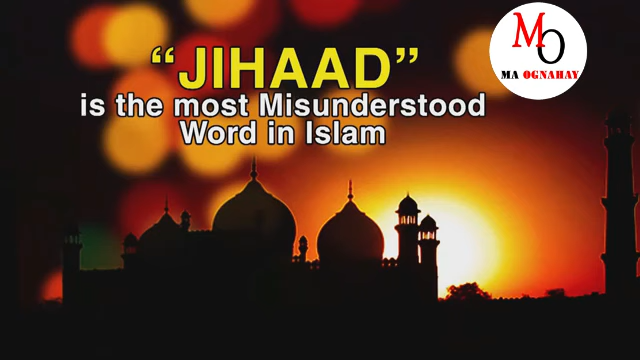 “JIHAAD”
is the most Misunderstood
Word in Islam
MO
MA OGNAHAY